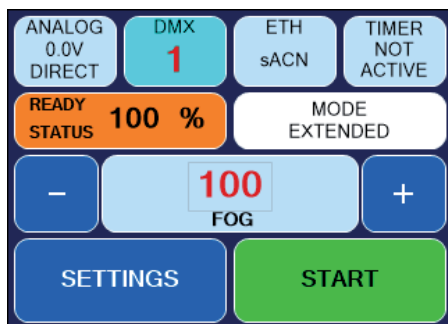 ANALOG
0.0V
DIRECT
DMX
1
ETH
sACN
TIMER
NOT
ACTIVE
READY
STATUS
100 %
MODE
EXTENDED
−
100
FOG
+
SETTINGS
START